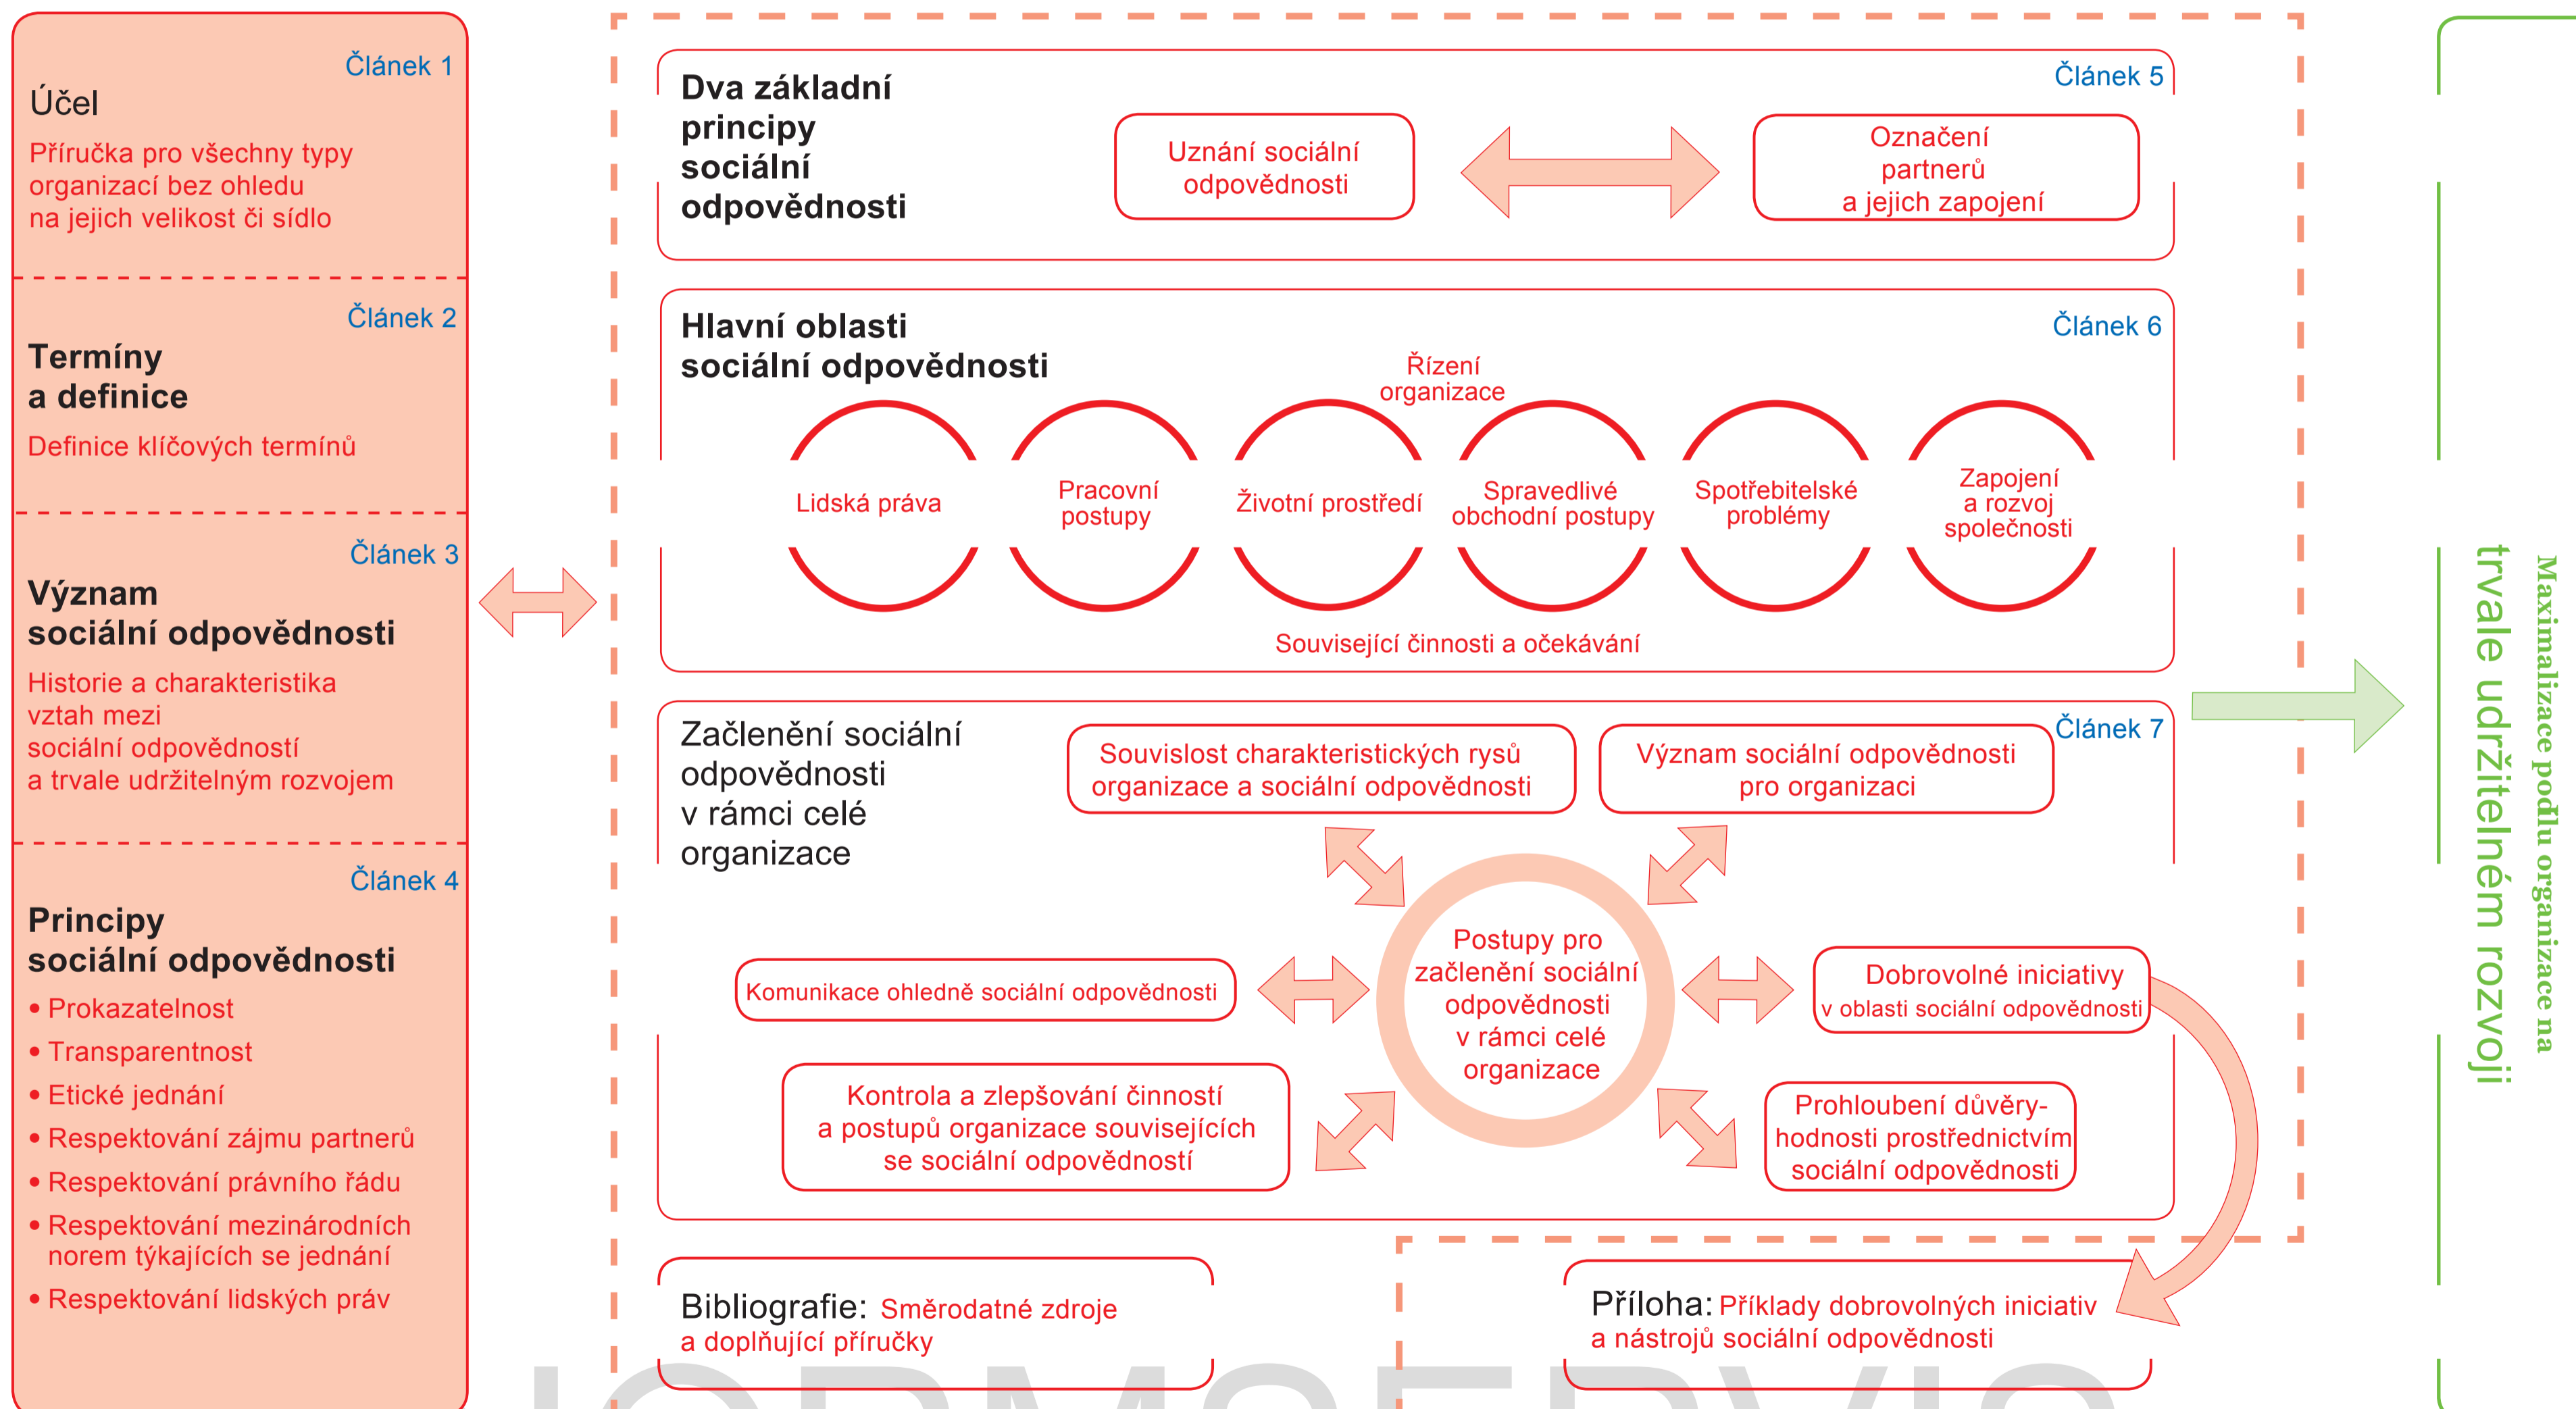 Článek 1
Účel
Příručka pro všechny typy
organizací bez ohledu
na jejich velikost či sídlo
Článek 2
Termíny
a definice
Definice klíčových termínů
Článek 3
Význam
sociální odpovědnosti
Historie a charakteristika
vztah mezi
sociální odpovědností
a trvale udržitelným rozvojem
Článek 4
Principy
sociální odpovědnosti
• Prokazatelnost
• Transparentnost
• Etické jednání
• Respektování zájmu partnerů
• Respektování právního řádu
• Respektování mezinárodních
norem týkajících se jednání
• Respektování lidských práv
Článek 5
Dva základní
principy
sociální
odpovědnosti
Uznání sociální
odpovědnosti
Označení
partnerů
a jejich zapojení
Článek 6
Hlavní oblasti
sociální odpovědnosti
Řízení
organizace
Lidská práva
Pracovní
postupy
Životní prostředí
Spravedlivé
obchodní postupy
Spotřebitelské
problémy
Zapojení
a rozvoj
společnosti
Související činnosti a očekávání
Článek 7
Začlenění sociální
odpovědnosti
v rámci celé
organizace
Souvislost charakteristických rysů
organizace a sociální odpovědnosti
Význam sociální odpovědnosti
pro organizaci
Postupy pro
začlenění sociální
odpovědnosti
v rámci celé
organizace
Komunikace ohledně sociální odpovědnosti
Dobrovolné iniciativy
v oblasti sociální odpovědnosti
Kontrola a zlepšování činností
a postupů organizace souvisejících
se sociální odpovědností
Prohloubení důvěry-
hodnosti prostřednictvím
sociální odpovědnosti
Bibliografie: Směrodatné zdroje
a doplňující příručky
Příloha: Příklady dobrovolných iniciativ
a nástrojů sociální odpovědnosti
Maximalizace podlu organizace na
trvale udržitelném rozvoji